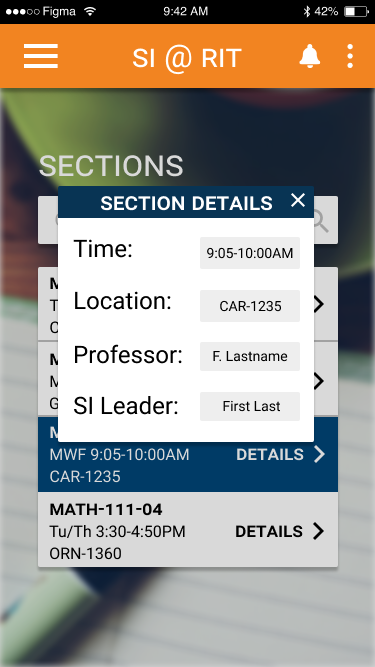 Figma 9:42 AM 42%
SI @ RIT
SECTIONS
SECTION DETAILS
Time: 9:05-10:00AM
Location: CAR-1235
Professor: F. Lastname
SI Leader: First Last
MWF 9:05-10:00AM DETAILS
CAR-1235
MATH-111-04
Tu/Th 3:30-4:50PM DETAILS
ORN-1360